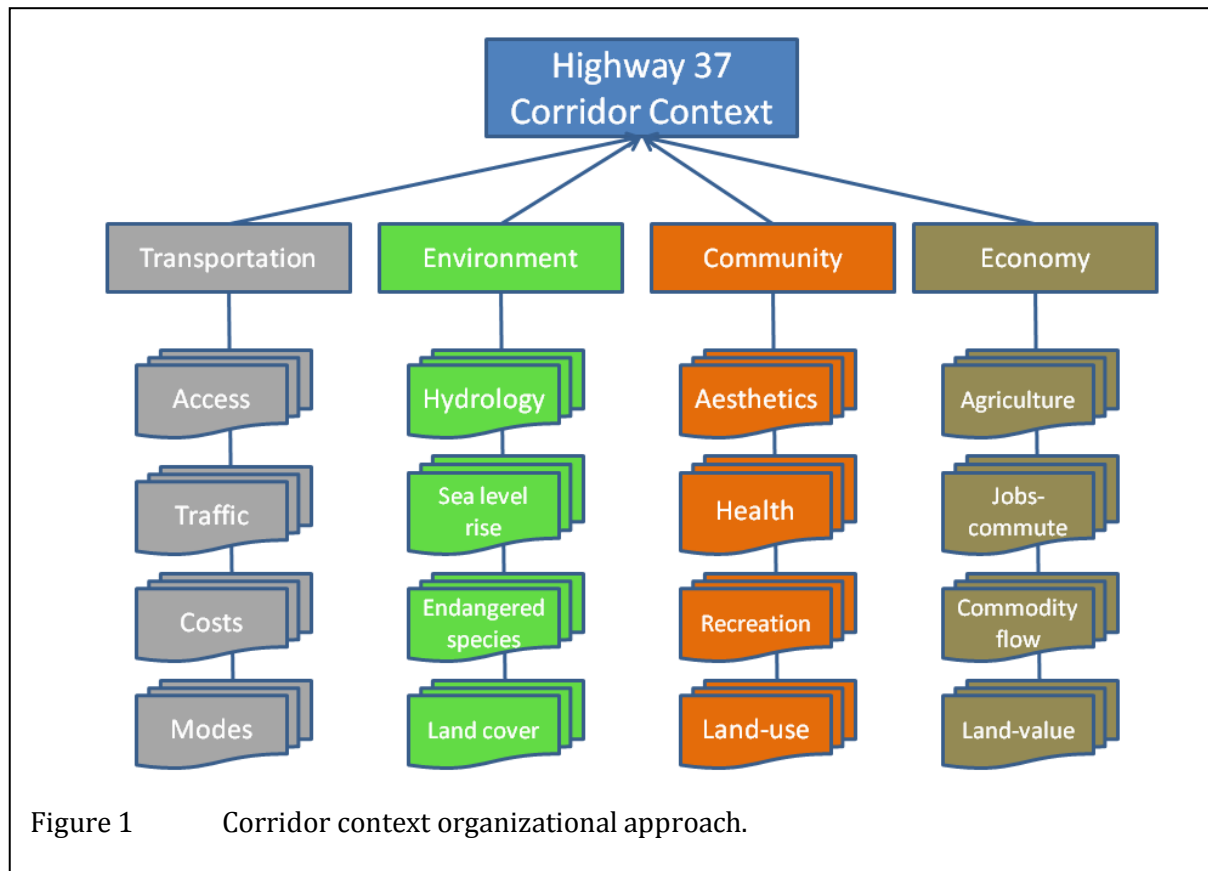 Highway 37
Corridor Context
Transportation
Environment
Community
Economy
Access
Hydrology
Aesthetics
Agriculture
Traffic
Sea level
rise
Health
Jobs-
commute
Costs
Endangered
species
Recreation
Commodity
flow
Modes
Land cover
Land-use
Land-value
Figure 1 Corridor context organizational approach.